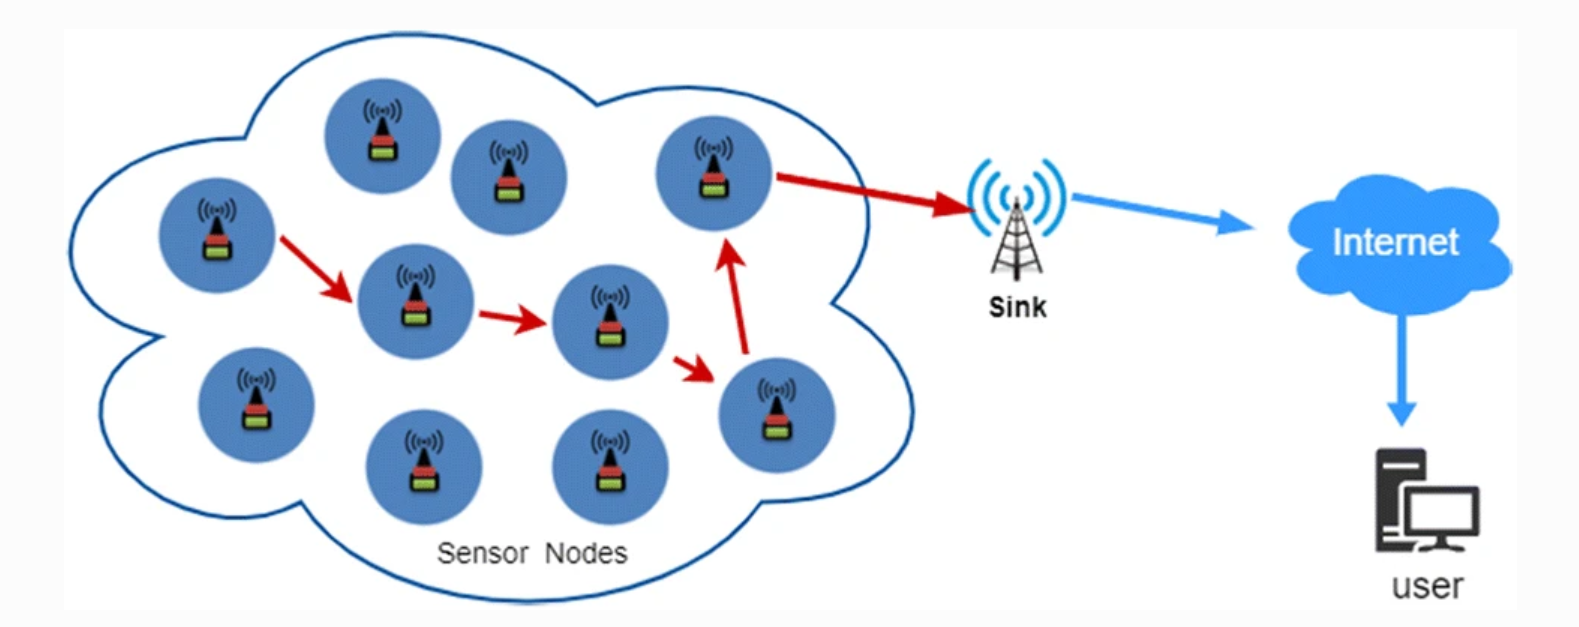 Sensor Nodes
Sink
Internet
user